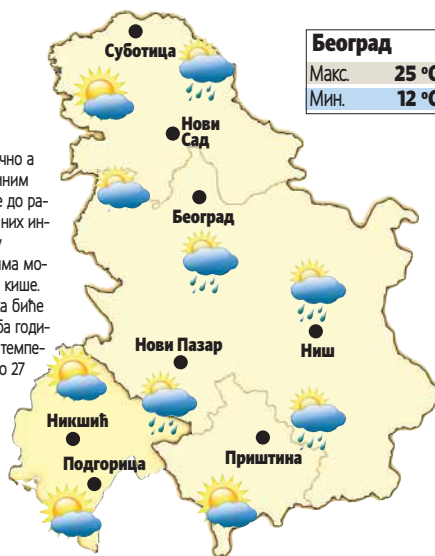 Суботица
Београд
Макс. 25 °C
Мин. 12 °C
Нови
Сад
Београд
Ниш
Нови Пазар
Никшић
Подгорица
Приштина
чно а
ним
е до ра-
них ин-
у
ма мо-
кише.
а биће
ба годи-
темпе-
о 27